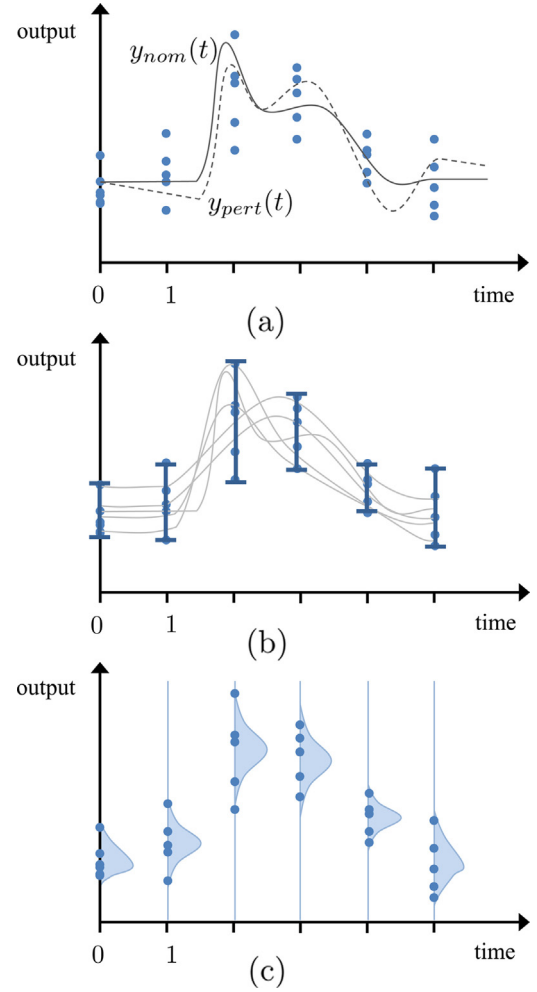 output
y_nom(t)
y_pert(t)
0 1 time
(a)
output
0 1 time
(b)
output
0 1 time
(c)